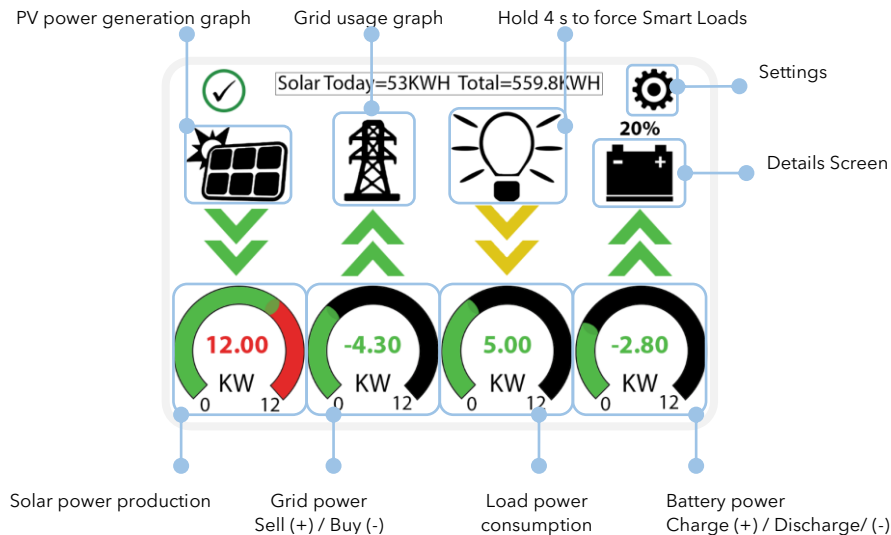 PV power generation graph
Grid usage graph
Hold 4 s to force Smart Loads
Settings
Solar Today=53KWH Total=559.8KWH
20%
- +
Details Screen
12.00
KW
0 12
-4.30
KW
0 12
5.00
KW
0 12
-2.80
KW
0 12
Solar power production
Grid power
Sell (+) / Buy (-)
Load power
consumption
Battery power
Charge (+) / Discharge/ (-)